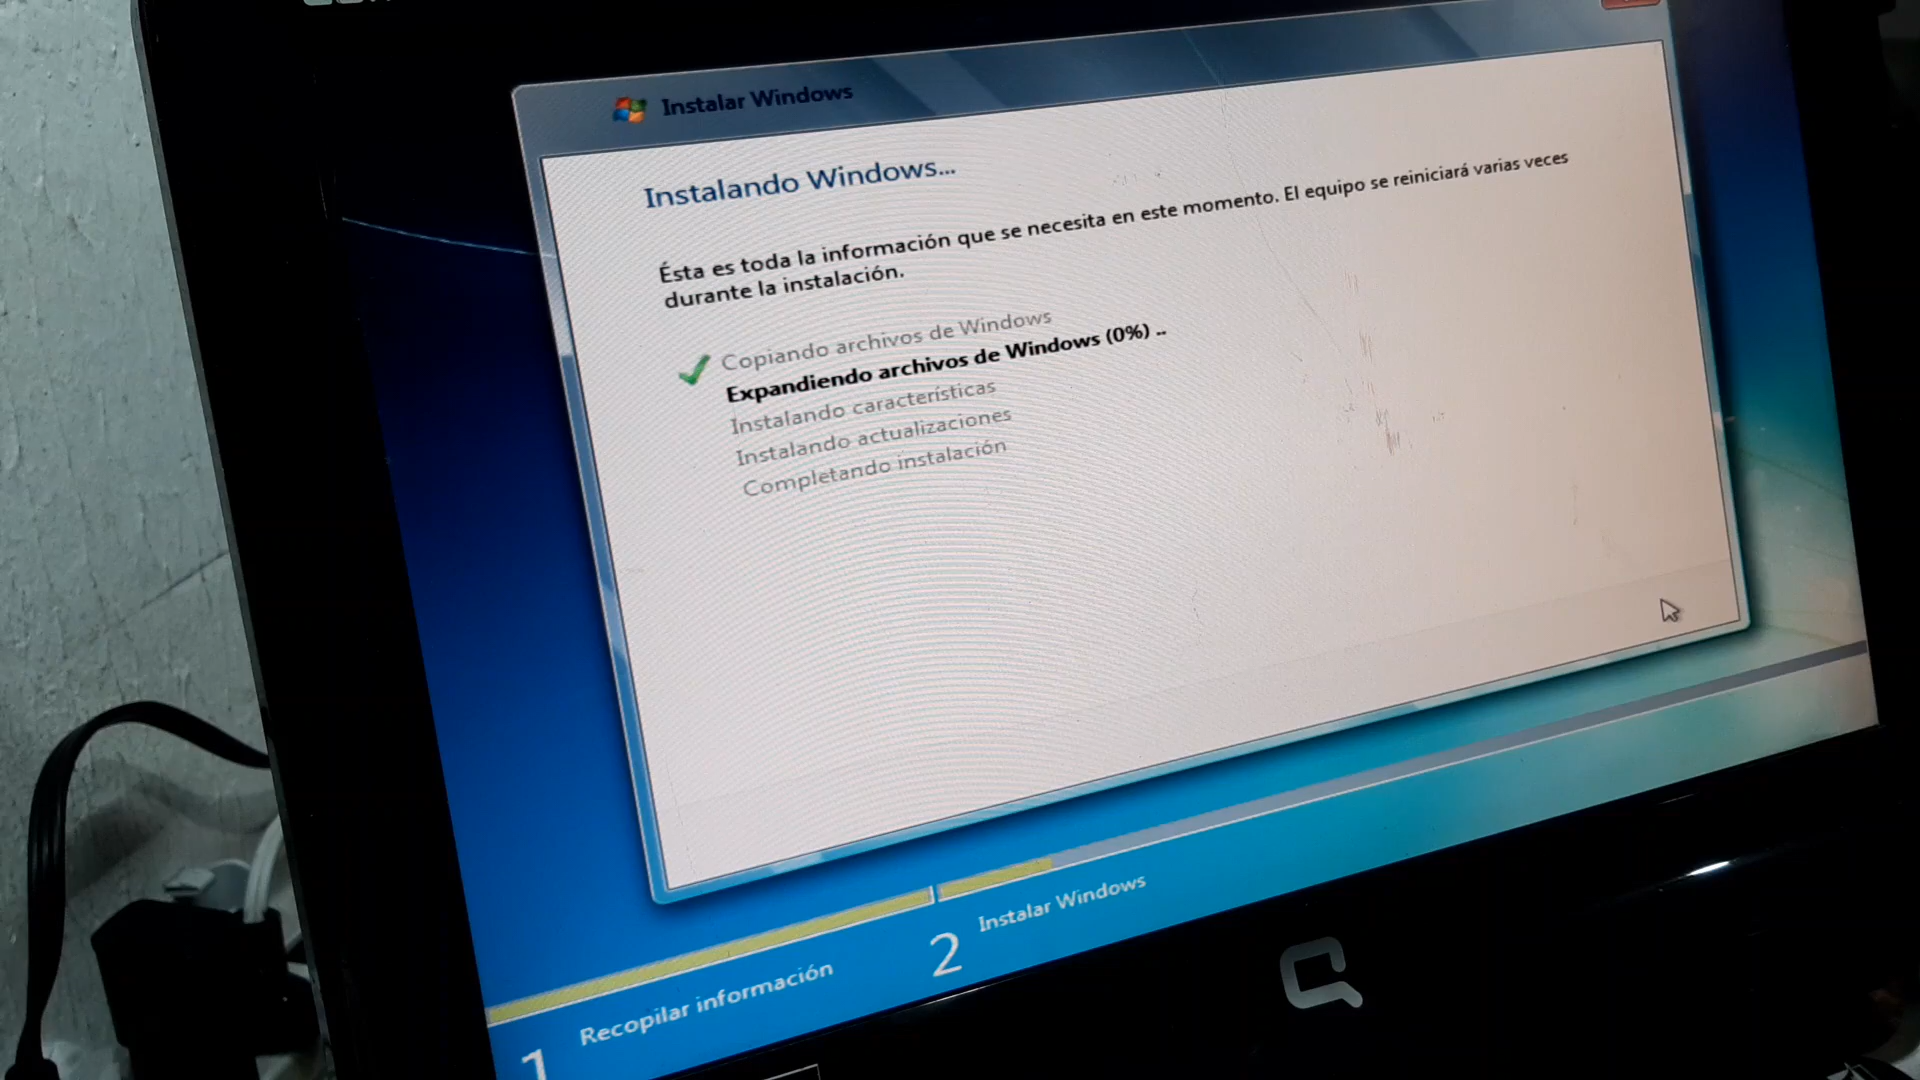 Instalar Windows
Instalando Windows...
Ésta es toda la información que se necesita en este momento. El equipo se reiniciará varias veces
durante la instalación.
Copiando archivos de Windows
Expandiendo archivos de Windows (0%) ..
Instalando características
Instalando actualizaciones
Completando instalación
1 Recopilar información
2 Instalar Windows